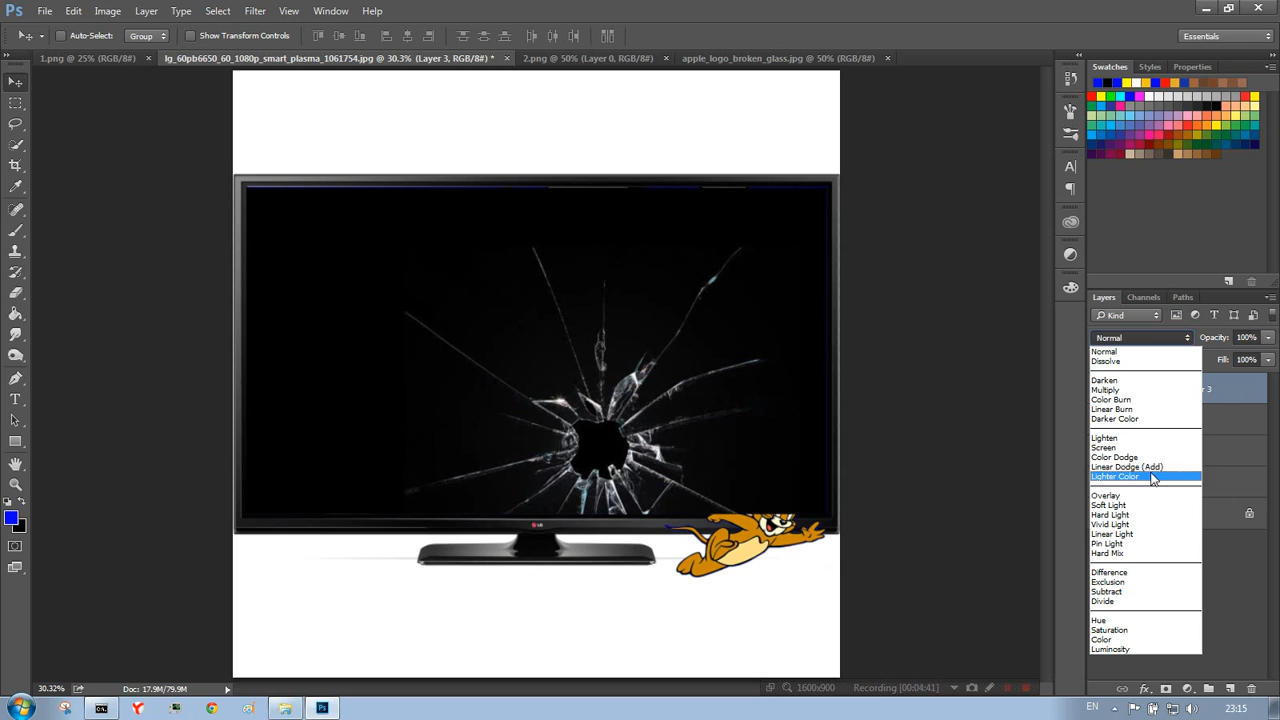 Ps File Edit Image Layer Type Select Filter View Window Help
Auto-Select: Group Show Transform Controls Essentials
1.png @ 25% (RGB/8#) × lg_60pb6650_60_1080p_smart_plasma_1061754.jpg @ 30.3% (Layer 3, RGB/8#) * × 2.png @ 50% (Layer 0, RGB/8#) × apple_logo_broken_glass.jpg @ 50% (RGB/8#) ×
Swatches Styles Properties
Layers Channels Paths
Kind
Normal Opacity: 100%
Fill: 100%
Normal
Dissolve
Darken
Multiply
Color Burn
Linear Burn
Darker Color
Lighten
Screen
Color Dodge
Linear Dodge (Add)
Lighter Color
Overlay
Soft Light
Hard Light
Vivid Light
Linear Light
Pin Light
Hard Mix
Difference
Exclusion
Subtract
Divide
Hue
Saturation
Color
Luminosity
r 3
LG
30.32% Doc: 17.9M/79.9M 1600x900 Recording [00:04:41]
EN 23:15